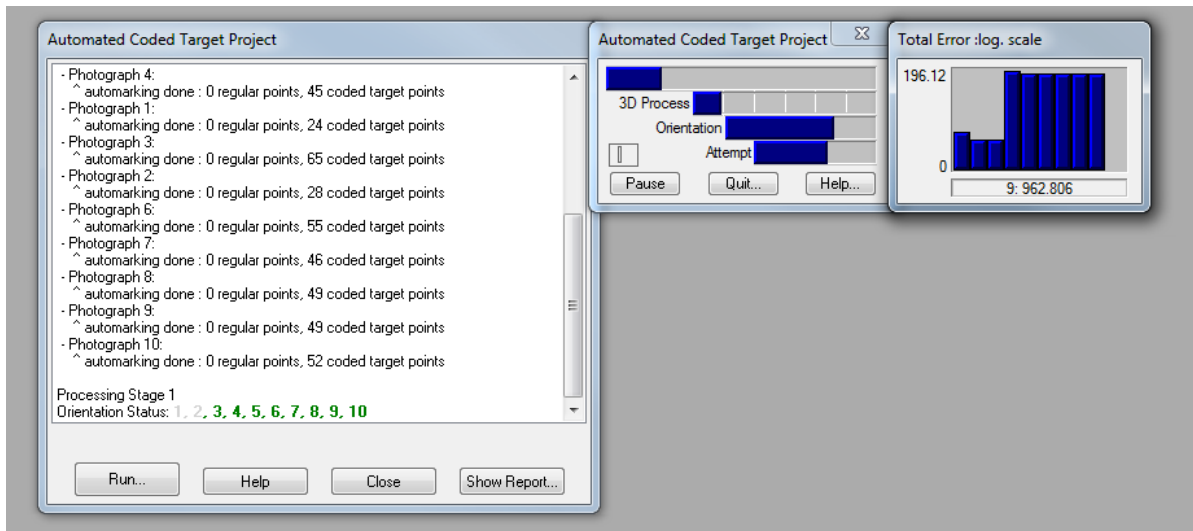 Automated Coded Target Project
- Photograph 4:
^ automarking done : 0 regular points, 45 coded target points
- Photograph 1:
^ automarking done : 0 regular points, 24 coded target points
- Photograph 3:
^ automarking done : 0 regular points, 65 coded target points
- Photograph 2:
^ automarking done : 0 regular points, 28 coded target points
- Photograph 6:
^ automarking done : 0 regular points, 55 coded target points
- Photograph 7:
^ automarking done : 0 regular points, 46 coded target points
- Photograph 8:
^ automarking done : 0 regular points, 49 coded target points
- Photograph 9:
^ automarking done : 0 regular points, 49 coded target points
- Photograph 10:
^ automarking done : 0 regular points, 52 coded target points
Processing Stage 1
Orientation Status: 1, 2, 3, 4, 5, 6, 7, 8, 9, 10
Run...
Help
Close
Show Report...
Automated Coded Target Project
3D Process
Orientation
Attempt
Pause
Quit...
Help...
Total Error :log. scale
196.12
0
9: 962.806